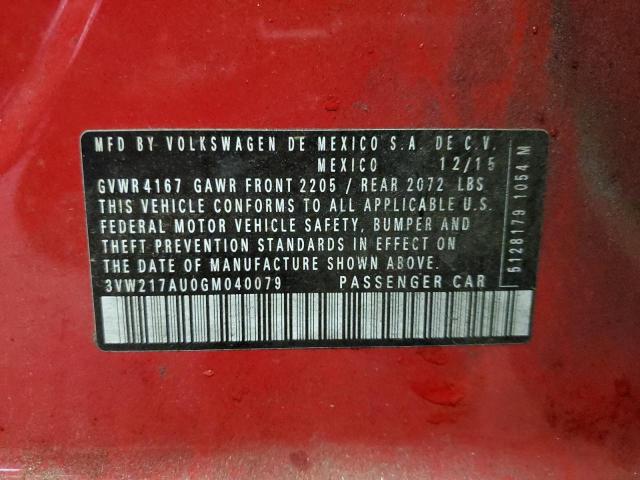 MFD BY VOLKSWAGEN DE MEXICO S.A. DE C.V.
MEXICO 12/15
GVWR 4167 GAWR FRONT 2205 / REAR 2072 LBS
THIS VEHICLE CONFORMS TO ALL APPLICABLE U.S.
FEDERAL MOTOR VEHICLE SAFETY, BUMPER AND
THEFT PREVENTION STANDARDS IN EFFECT ON
THE DATE OF MANUFACTURE SHOWN ABOVE.
3VW217AU0GM040079 PASSENGER CAR
5128179 1054 M